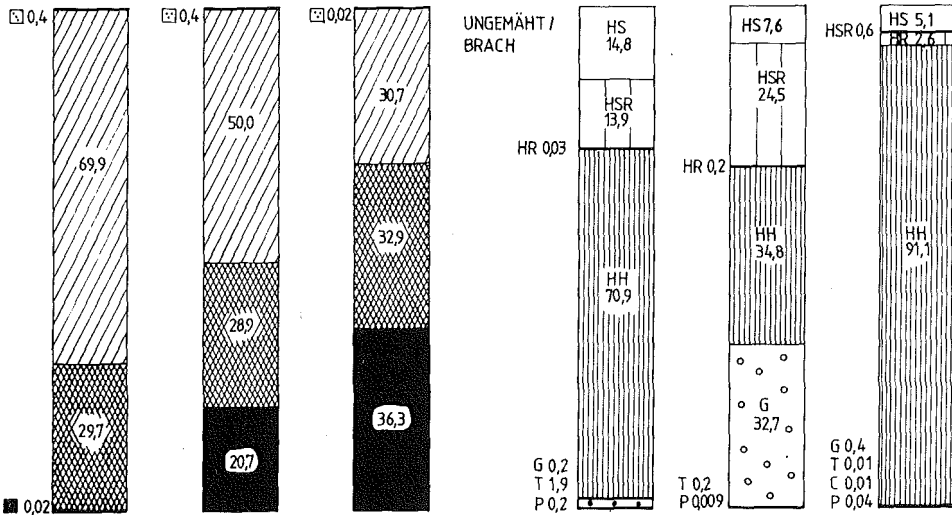 0,4
69,9
29,7
0,02
0,4
50,0
28,9
20,7
0,02
30,7
32,9
36,3
UNGEMÄHT /
BRACH
HS
14,8
HSR
13,9
HR 0,03
HH
70,9
G 0,2
T 1,9
P 0,2
HS 7,6
HSR
24,5
HR 0,2
HH
34,8
G
32,7
T 0,2
P 0,009
HS 5,1
HSR 0,6
HR 2,6
HH
91,1
G 0,4
T 0,01
C 0,01
P 0,04